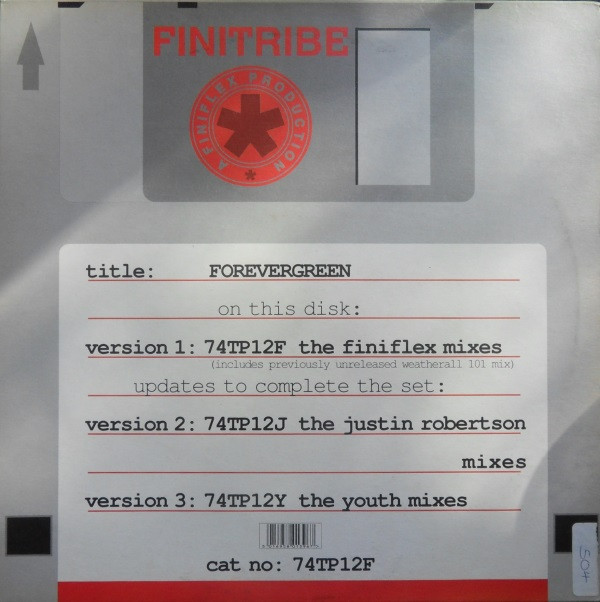 FINITRIBE
A FINIFLEX PRODUCTION
title: FOREVERGREEN
on this disk:
version 1: 74TP12F the finiflex mixes
(includes previously unreleased weatherall 101 mix)
updates to complete the set:
version 2: 74TP12J the justin robertson
mixes
version 3: 74TP12Y the youth mixes
cat no: 74TP12F